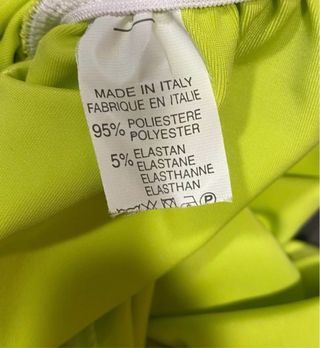 MADE IN ITALY
FABRIQUE EN ITALIE
95% POLIESTERE
POLYESTER
5% ELASTAN
ELASTANE
ELASTHANNE
ELASTHAN
P